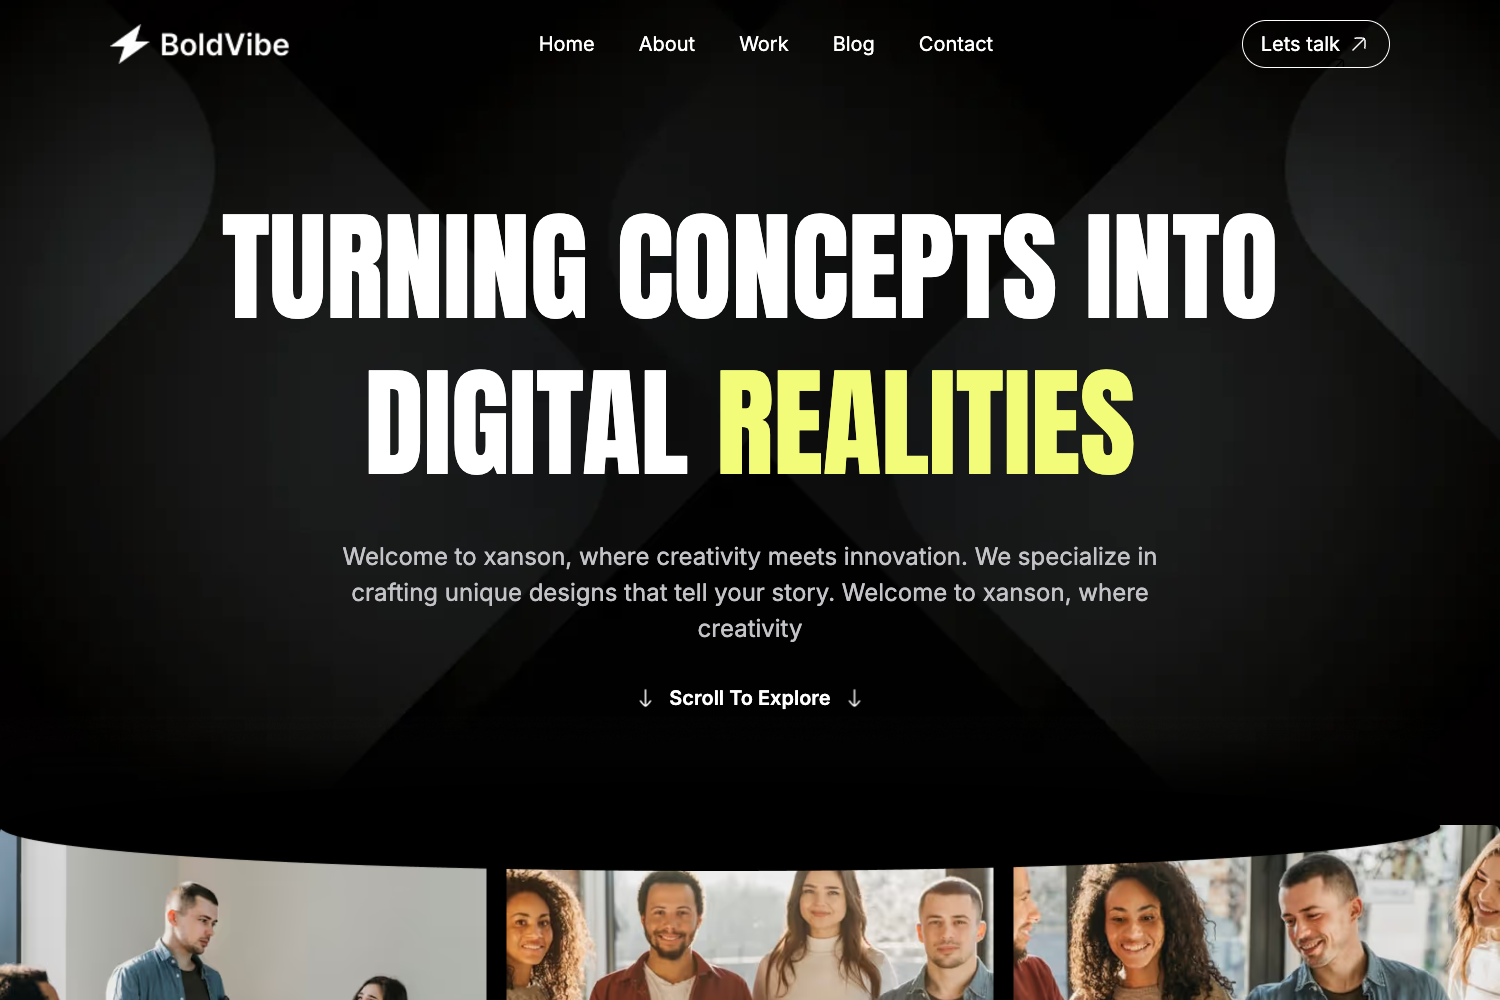 BoldVibe
Home
About
Work
Blog
Contact
Lets talk
TURNING CONCEPTS INTO
DIGITAL REALITIES
Welcome to xanson, where creativity meets innovation. We specialize in
crafting unique designs that tell your story. Welcome to xanson, where
creativity
Scroll To Explore